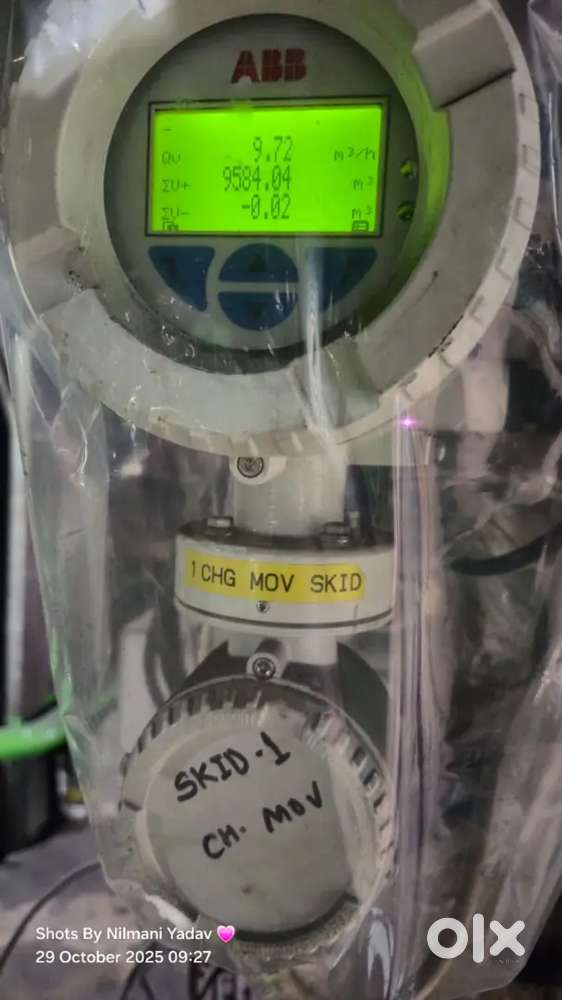 ABB
-
Qv 9.72 m³/h
ΣV+ 9584.04 m³
ΣV- -0.02 m³
1 CHG MOV SKID
SKID-1
CH. MOV
Shots By Nilmani Yadav 💗
29 October 2025 09:27
olx